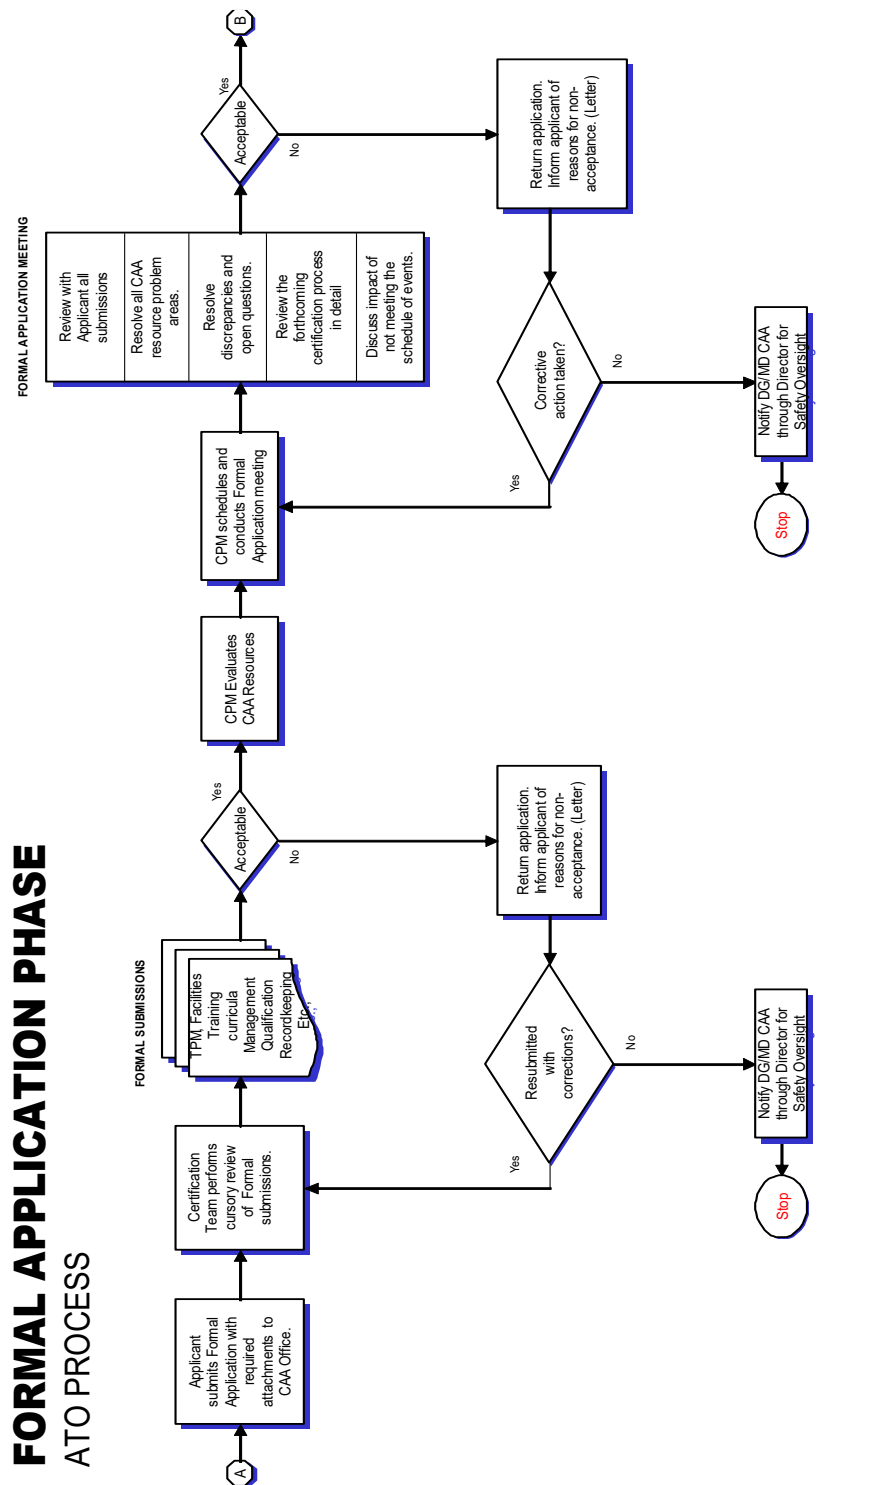 FORMAL APPLICATION PHASE
ATO PROCESS
A
Applicant
submits Formal
Application with
required
attachments to
CAA Office.
Certification
Team performs
cursory review
of Formal
submissions.
FORMAL SUBMISSIONS
TPM, Facilities
Training
curricula
Management
Qualification
Recordkeeping
Etc.,
Acceptable
Yes
No
CPM Evaluates
CAA Resources
CPM schedules and
conducts Formal
Application meeting
FORMAL APPLICATION MEETING
Review with
Applicant all
submissions
Resolve all CAA
resource problem
areas.
Resolve
discrepancies and
open questions.
Review the
forthcoming
certification process
in detail
Discuss impact of
not meeting the
schedule of events.
Acceptable
Yes
No
B
Return application.
Inform applicant of
reasons for non-
acceptance. (Letter)
Resubmitted
with
corrections?
Yes
No
Notify DG/MD CAA
through Director for
Safety Oversight
Stop
Return application.
Inform applicant of
reasons for non-
acceptance. (Letter)
Corrective
action taken?
Yes
No
Notify DG/MD CAA
through Director for
Safety Oversight
Stop